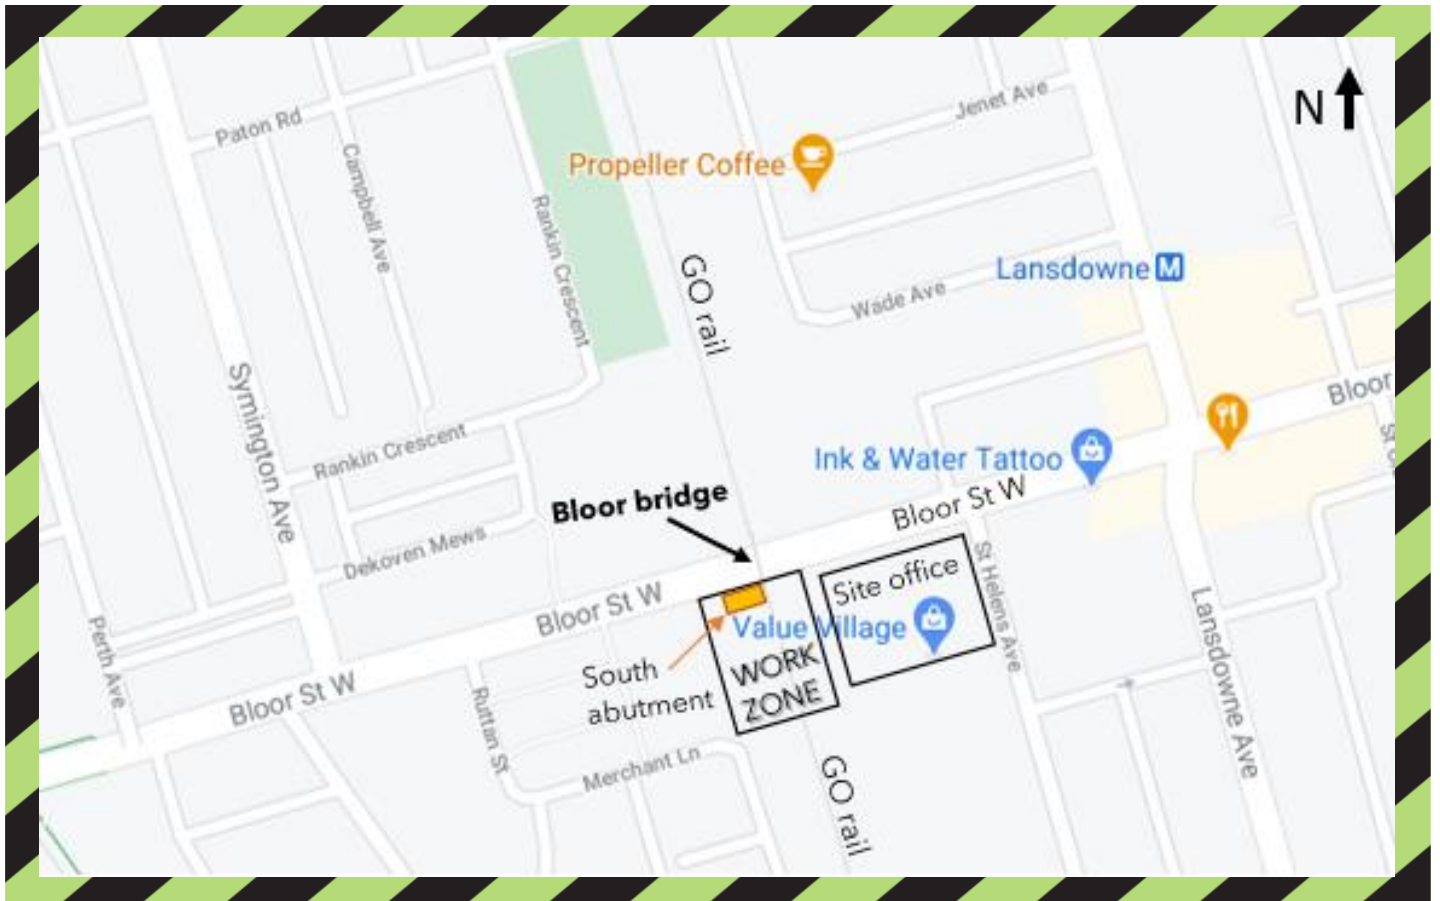 N
Paton Rd
Campbell Ave
Rankin Crescent
Propeller Coffee
Jenet Ave
GO rail
Wade Ave
Lansdowne M
Symington Ave
Rankin Crescent
Bloor
Ink & Water Tattoo
Bloor bridge
Bloor St W
Dekoven Mews
Bloor St W
Site office
St Helens Ave
Value Village
WORK
ZONE
South
abutment
Perth Ave
Bloor St W
Ruttan St
Merchant Ln
GO rail
Lansdowne Ave